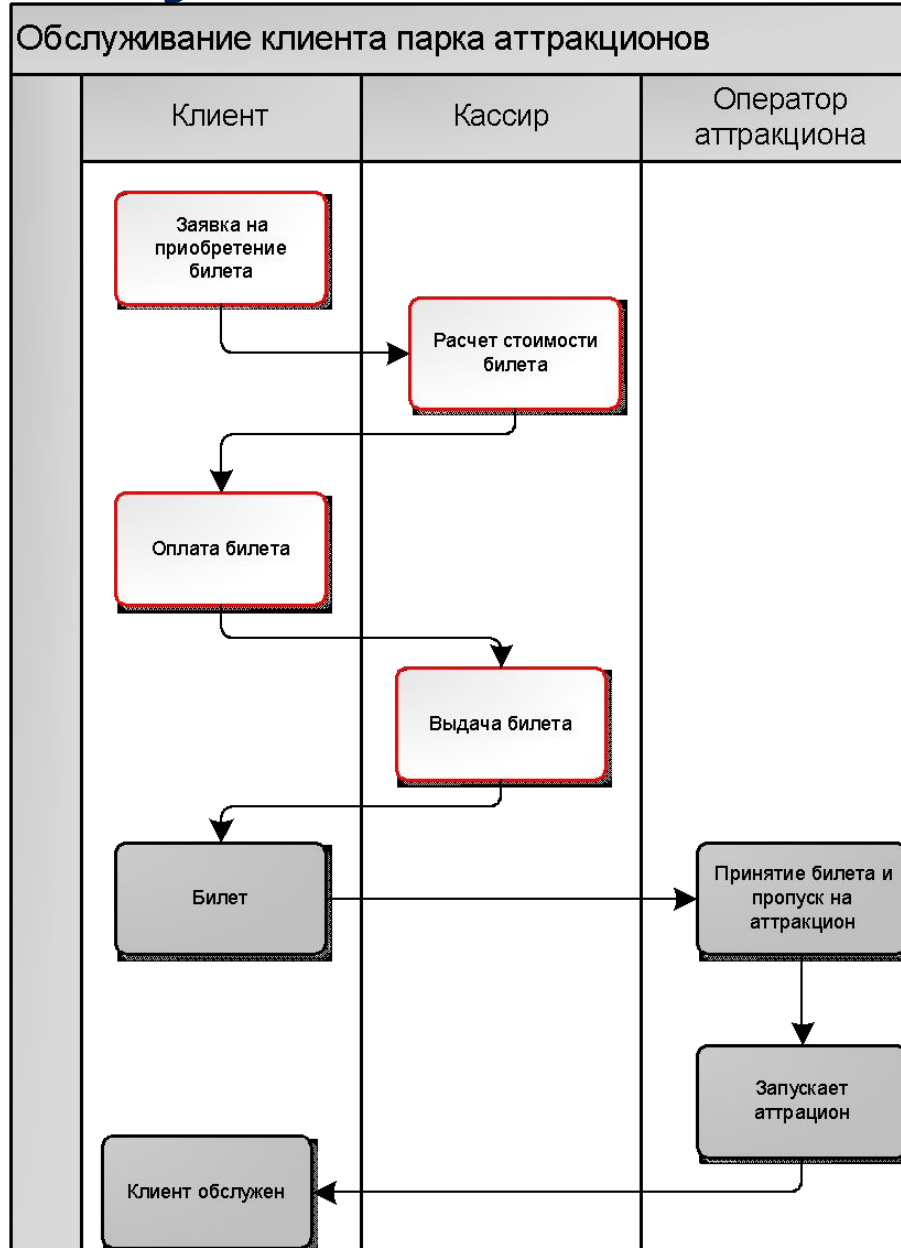 Обслуживание клиента парка аттракционов
Клиент
Кассир
Оператор
аттракциона
Заявка на
приобретение
билета
Расчет стоимости
билета
Оплата билета
Выдача билета
Билет
Принятие билета и
пропуск на
аттракцион
Запускает
аттрацион
Клиент обслужен